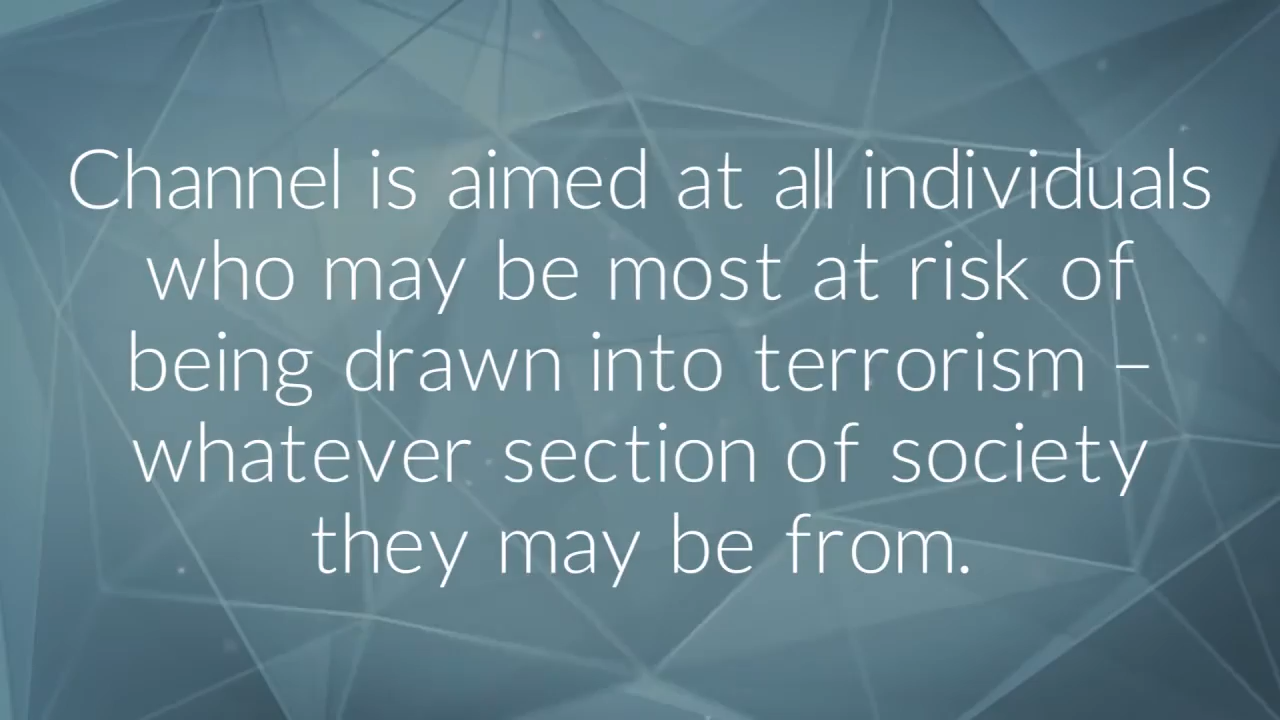 Channel is aimed at all individuals
who may be most at risk of
being drawn into terrorism –
whatever section of society
they may be from.